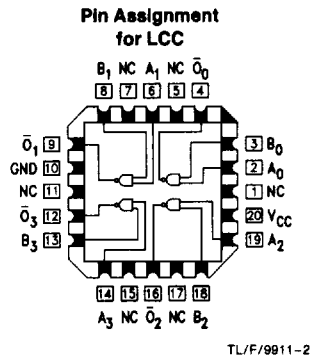 Pin Assignment
for LCC
B1 NC A1 NC Ō0
8 7 6 5 4
Ō1 9
GND 10
NC 11
Ō3 12
B3 13
3 B0
2 A0
1 NC
20 VCC
19 A2
14 15 16 17 18
A3 NC Ō2 NC B2
TL/F/9911-2